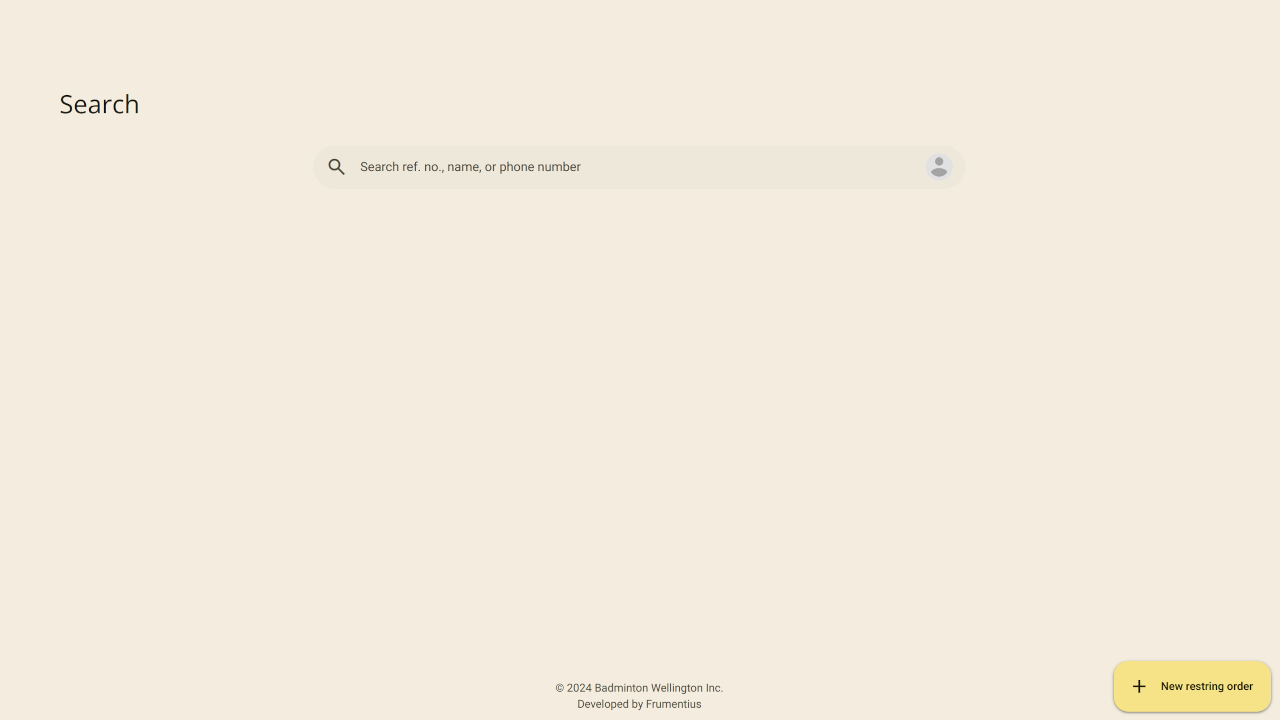 Search
Search ref. no., name, or phone number
New restring order
© 2024 Badminton Wellington Inc.
Developed by Frumentius